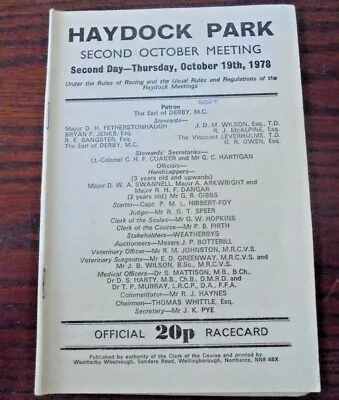 HAYDOCK PARK
SECOND OCTOBER MEETING
Second Day—Thursday, October 19th, 1978
Under the Rules of Racing and the Usual Rules and Regulations of the
Haydock Meetings
SOFT
Patron
The Earl of DERBY, M.C.
Stewards—
Major D. H. FETHERSTONHAUGH
BRYAN P. JENKS, Esq.
R. E. SANGSTER, Esq.
The Earl of DERBY, M.C.
J. D. M. WILSON, Esq., T.D.
R. J. McALPINE, Esq.
The Viscount LEVERHULME, T.D.
G. R. OWEN, Esq.
Stewards' Secretaries—
Lt.-Colonel G. H. F. COAKER and Mr G. C. HARTIGAN
Officials—
Handicappers—
(3 years old and upwards)
Major D. W. A. SWANNELL, Major A. ARKWRIGHT and
Major R. H. F. DANGAR
(2 years old) Mr G. R. GIBBS
Starter—Capt. P. M. L. HIBBERT-FOY
Judge—Mr R. G. T. SPEER
Clerk of the Scales—Mr G. W. HOPKINS
Clerk of the Course—Mr P. B. FIRTH
Stakeholders—WEATHERBYS
Auctioneers—Messrs J. P. BOTTERILL
Veterinary Officer—Mr R. M. JOHNSTON, M.R.C.V.S.
Veterinary Surgeons—Mr E. D. GREENWAY, M.R.C.V.S. and
Mr J. B. WILSON, B.Sc., M.R.C.V.S.
Medical Officers—Dr S. MATTISON, M.B., B.Ch.,
Dr D. S. HARTY, M.B., Ch.B., D.M.R.D. and
Dr T. P. MURRAY, L.R.C.P., D.A., F.F.A.
Commentator—Mr R. J. HAYNES
Chairman—THOMAS WHITTLE, Esq.
Secretary—Mr J. K. PYE
OFFICIAL 20p RACECARD
Published by authority of the Clerk of the Course and printed by
Weatherby Woolnough, Sanders Road, Wellingborough, Northants, NN8 4BX